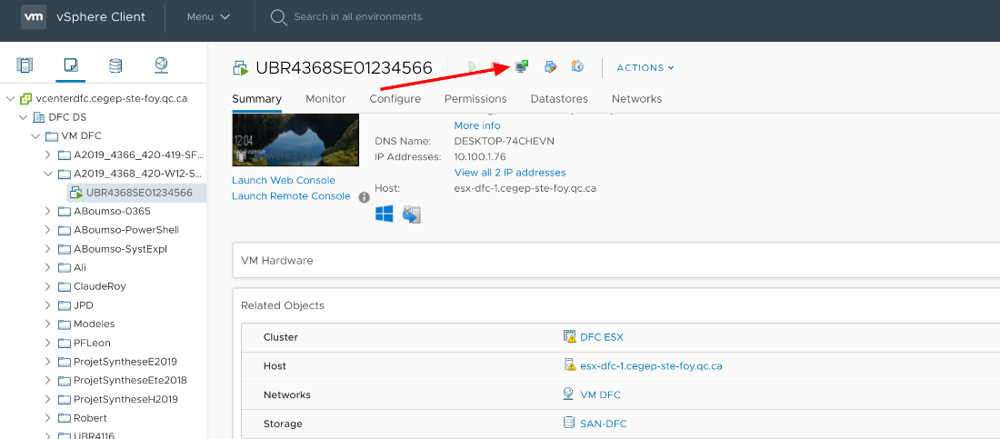 vm vSphere Client Menu Search in all environments
vcenterdfc.cegep-ste-foy.qc.ca
DFC DS
VM DFC
A2019_4366_420-419-SF...
A2019_4368_420-W12-S...
UBR4368SE01234566
ABoumso-0365
ABoumso-PowerShell
ABoumso-SystExpl
Ali
ClaudeRoy
JPD
Modeles
PFLeon
ProjetSyntheseE2019
ProjetSyntheseEte2018
ProjetSyntheseH2019
Robert
UBR4116
UBR4368SE01234566 ACTIONS
Summary Monitor Configure Permissions Datastores Networks
More info
DNS Name: DESKTOP-74CHEVN
IP Addresses: 10.100.1.76
View all 2 IP addresses
Host: esx-dfc-1.cegep-ste-foy.qc.ca
12:04
Launch Web Console
Launch Remote Console
VM Hardware
Related Objects
Cluster DFC ESX
Host esx-dfc-1.cegep-ste-foy.qc.ca
Networks VM DFC
Storage SAN-DFC